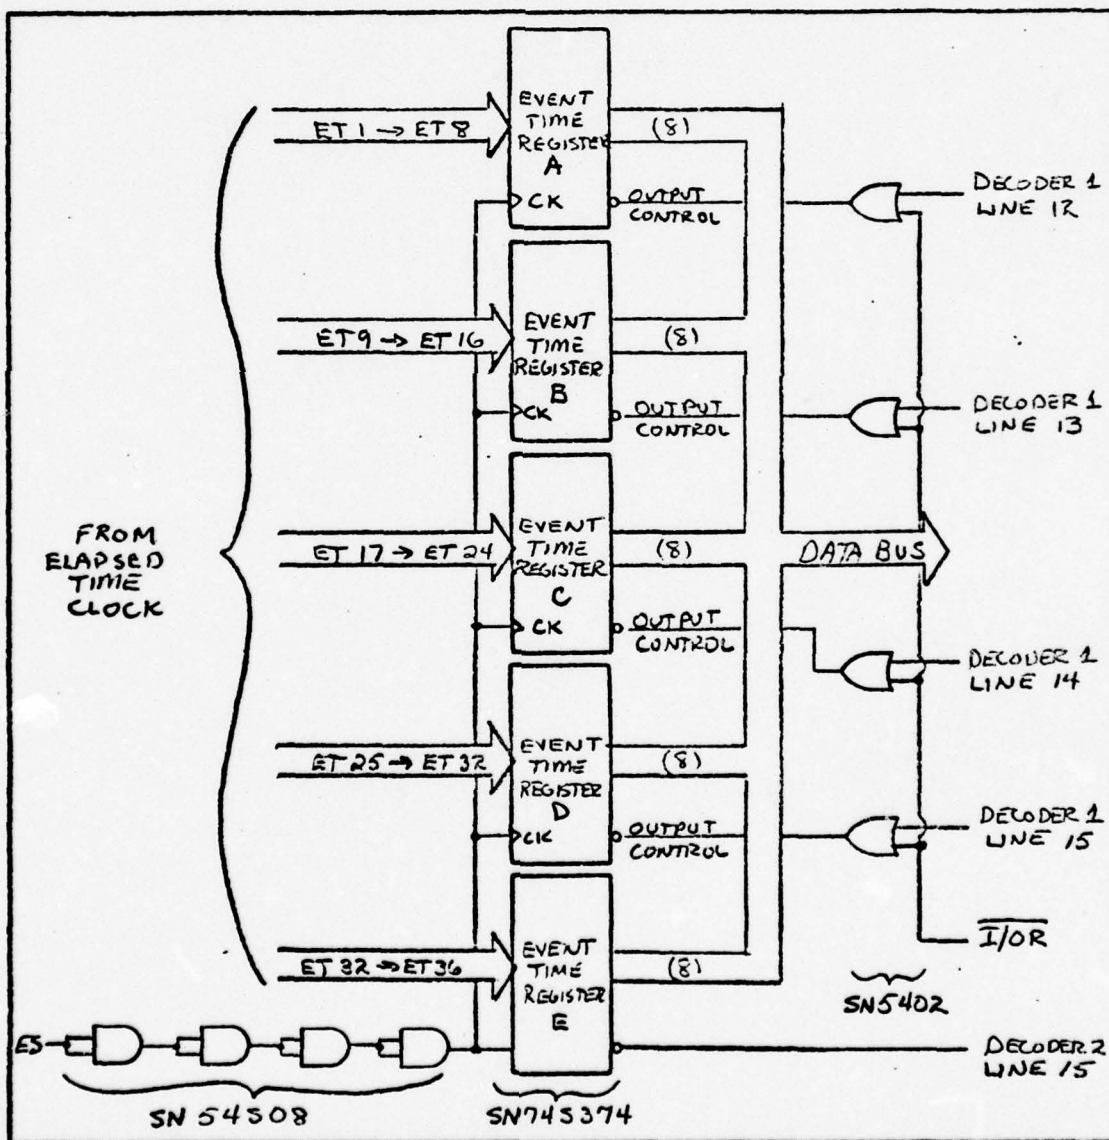 FROM
ELAPSED
TIME
CLOCK
ET 1 → ET 8
EVENT
TIME
REGISTER
A
CK
(8)
OUTPUT
CONTROL
DECODER 1
LINE 12
ET 9 → ET 16
EVENT
TIME
REGISTER
B
CK
(8)
OUTPUT
CONTROL
DECODER 1
LINE 13
ET 17 → ET 24
EVENT
TIME
REGISTER
C
CK
(8)
OUTPUT
CONTROL
DATA BUS
DECODER 1
LINE 14
ET 25 → ET 32
EVENT
TIME
REGISTER
D
CK
(8)
OUTPUT
CONTROL
DECODER 1
LINE 15
I/OR
ET 32 → ET 36
EVENT
TIME
REGISTER
E
(8)
SN5402
ES
DECODER 2
LINE 15
SN 54S08
SN74S374